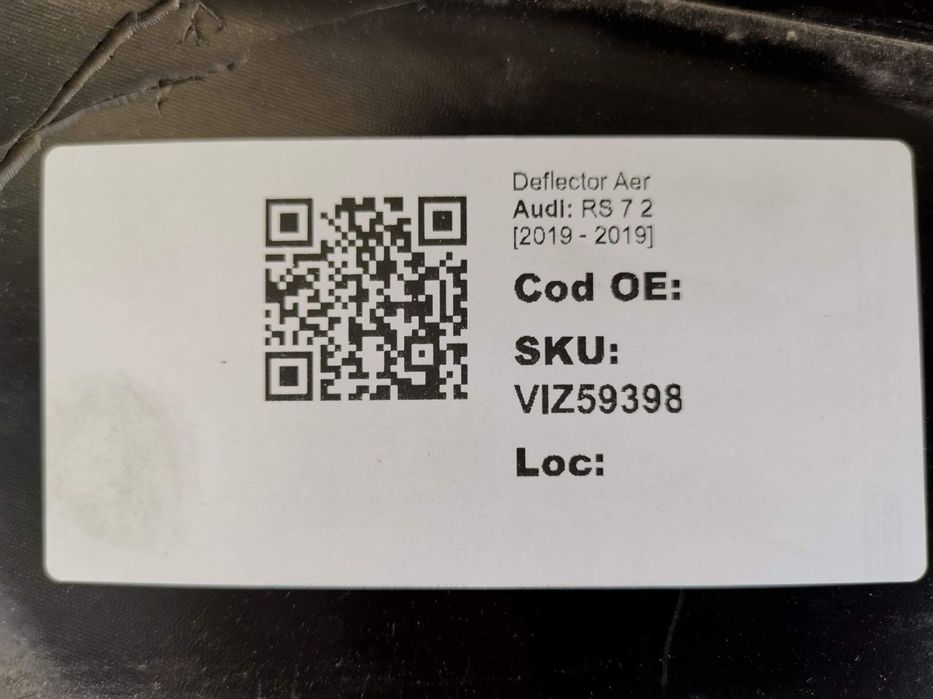 Deflector Aer
Audi: RS 7 2
[2019 - 2019]
Cod OE:
SKU:
VIZ59398
Loc: